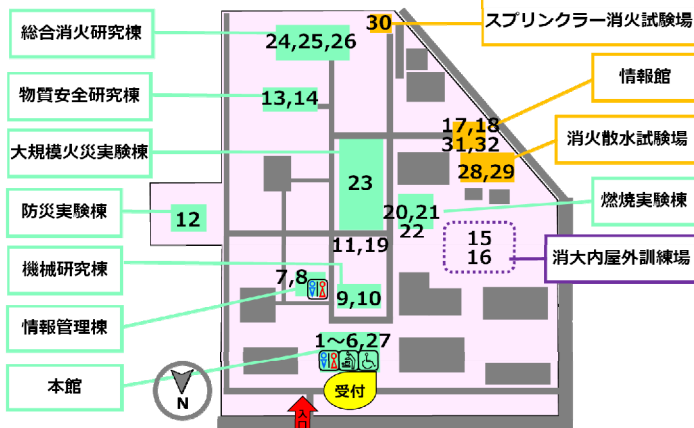 総合消火研究棟
物質安全研究棟
大規模火災実験棟
防災実験棟
機械研究棟
情報管理棟
本館
24,25,26
30
13,14
17,18
31,32
28,29
23
12
20,21
22
11,19
15
16
7,8
9,10
1～6,27
受付
入口
N
スプリンクラー消火試験場
情報館
消火散水試験場
燃焼実験棟
消大内屋外訓練場